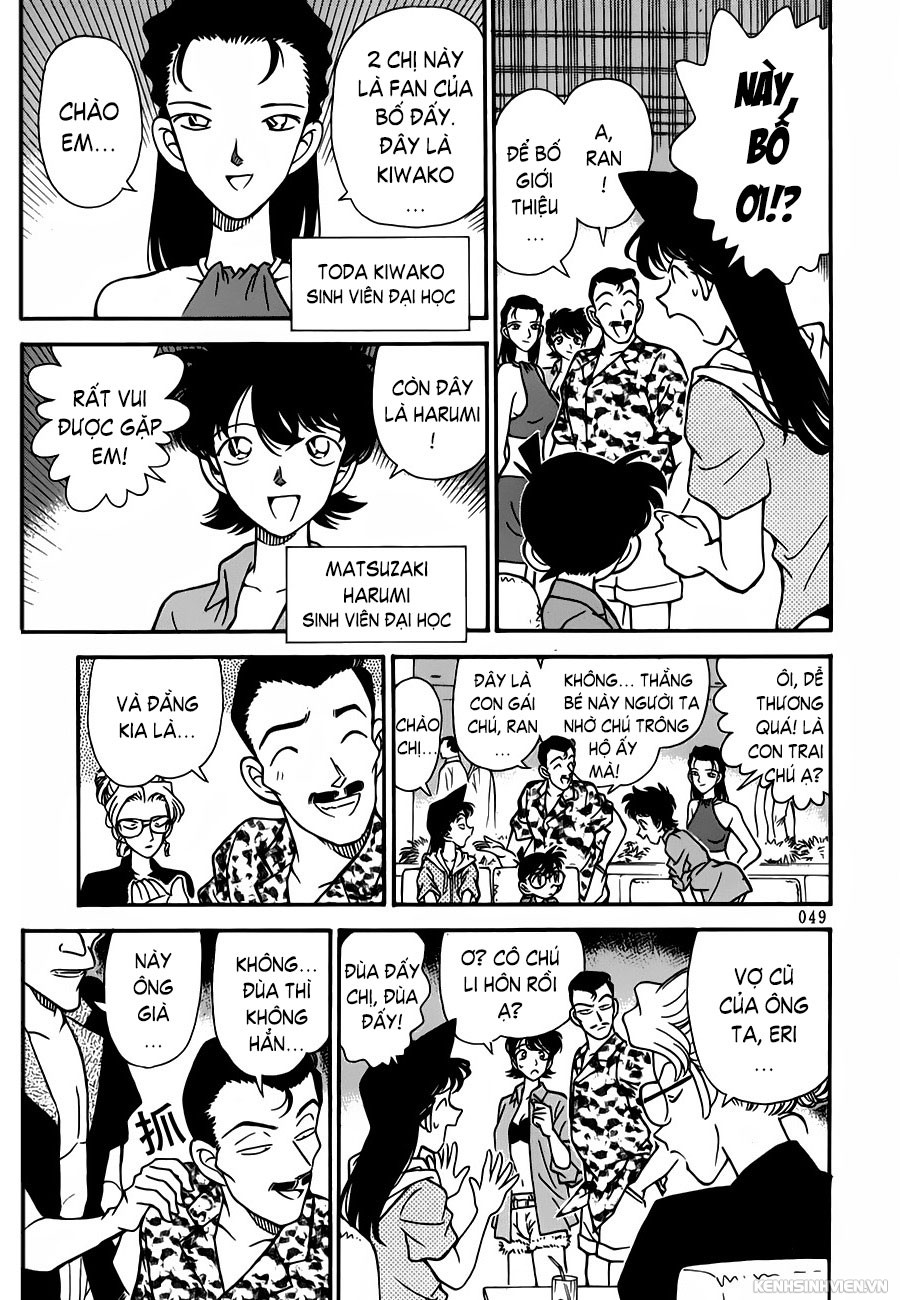 NÀY,
BỐ
ƠI!?
A,
RAN
!
ĐỂ BỐ
GIỚI
THIỆU
...
2 CHỊ NÀY
LÀ FAN CỦA
BỐ ĐẤY.
ĐÂY LÀ
KIWAKO
...
CHÀO
EM...
TODA KIWAKO
SINH VIÊN ĐẠI HỌC
CÒN ĐÂY
LÀ HARUMI
!
RẤT VUI
ĐƯỢC GẶP
EM!
MATSUZAKI
HARUMI
SINH VIÊN ĐẠI HỌC
ÔI, DỄ
THƯƠNG
QUÁ! LÀ
CON TRAI
CHÚ Ạ?
KHÔNG... THẰNG
BÉ NÀY NGƯỜI TA
NHỜ CHÚ TRÔNG
HỘ ẤY
MÀ!
ĐÂY LÀ
CON GÁI
CHÚ, RAN
...
CHÀO
CHỊ...
VÀ ĐẰNG
KIA LÀ...
049
VỢ CŨ
CỦA ÔNG
TA, ERI
...
Ơ? CÔ CHÚ
LI HÔN RỒI
Ạ?
ĐÙA ĐẤY
CHỊ, ĐÙA
ĐẤY!
KHÔNG...
ĐÙA THÌ
KHÔNG
HẲN...
NÀY
ÔNG
GIÀ
...
抓
KENHSINHVIEN.VN